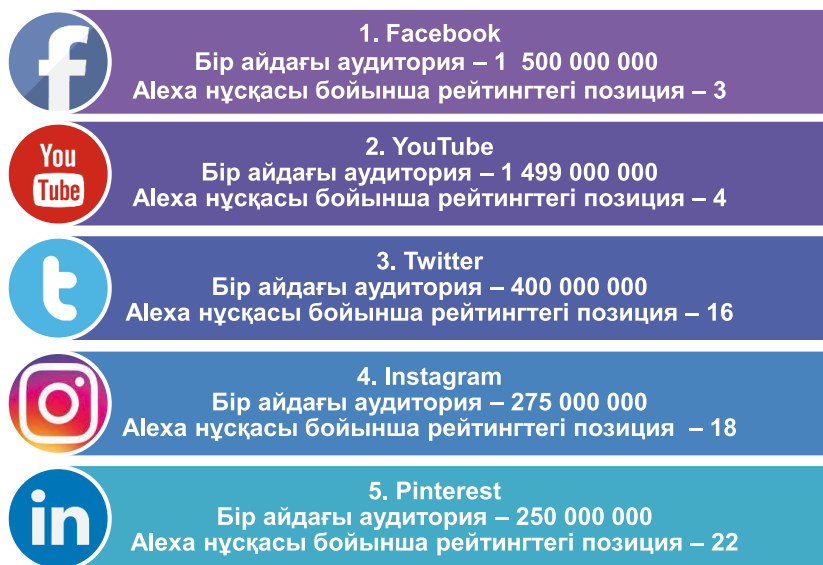 1. Facebook
Бір айдағы аудитория – 1 500 000 000
Alexa нұсқасы бойынша рейтингтегі позиция – 3
You
Tube
2. YouTube
Бір айдағы аудитория – 1 499 000 000
Alexa нұсқасы бойынша рейтингтегі позиция – 4
3. Twitter
Бір айдағы аудитория – 400 000 000
Alexa нұсқасы бойынша рейтингтегі позиция – 16
4. Instagram
Бір айдағы аудитория – 275 000 000
Alexa нұсқасы бойынша рейтингтегі позиция – 18
in
5. Pinterest
Бір айдағы аудитория – 250 000 000
Alexa нұсқасы бойынша рейтингтегі позиция – 22